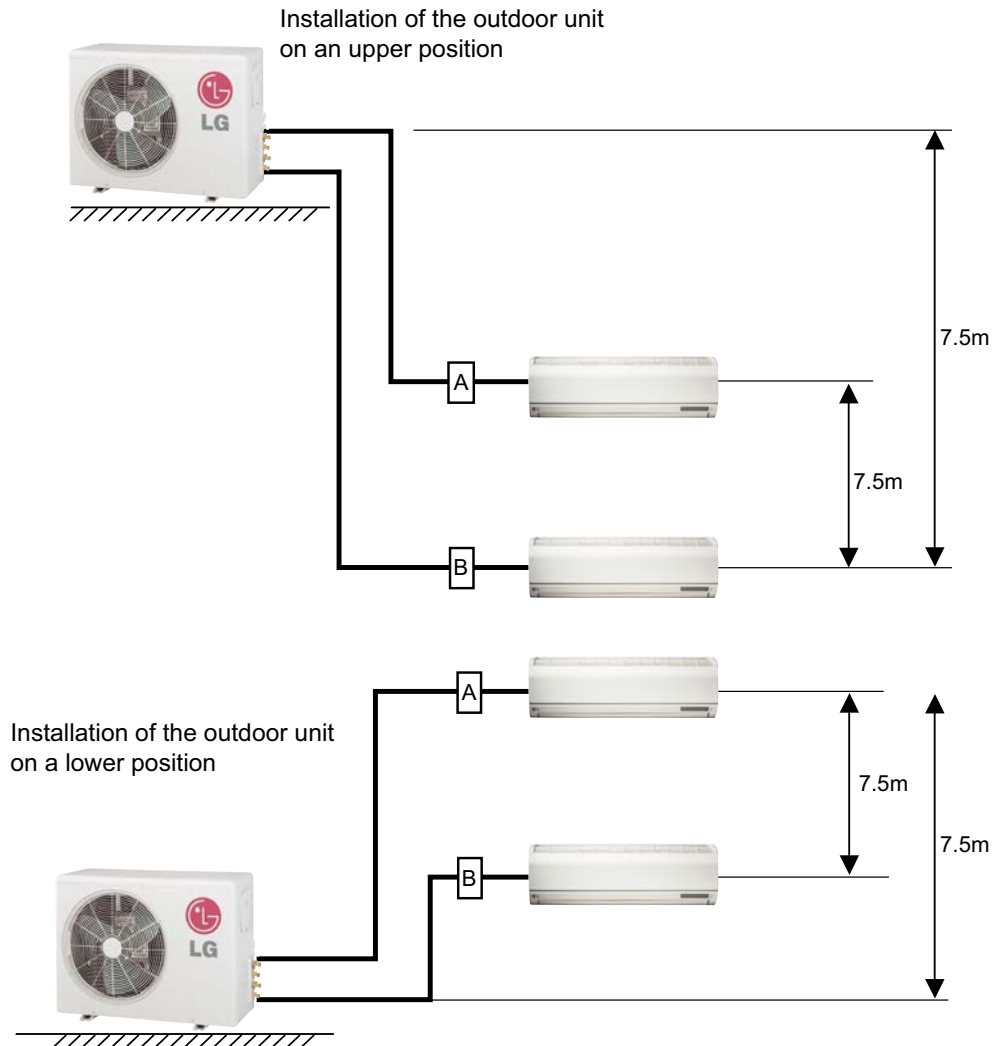 Installation of the outdoor unit
on an upper position
LG
7.5m
A
7.5m
B
A
Installation of the outdoor unit
on a lower position
7.5m
7.5m
B
LG